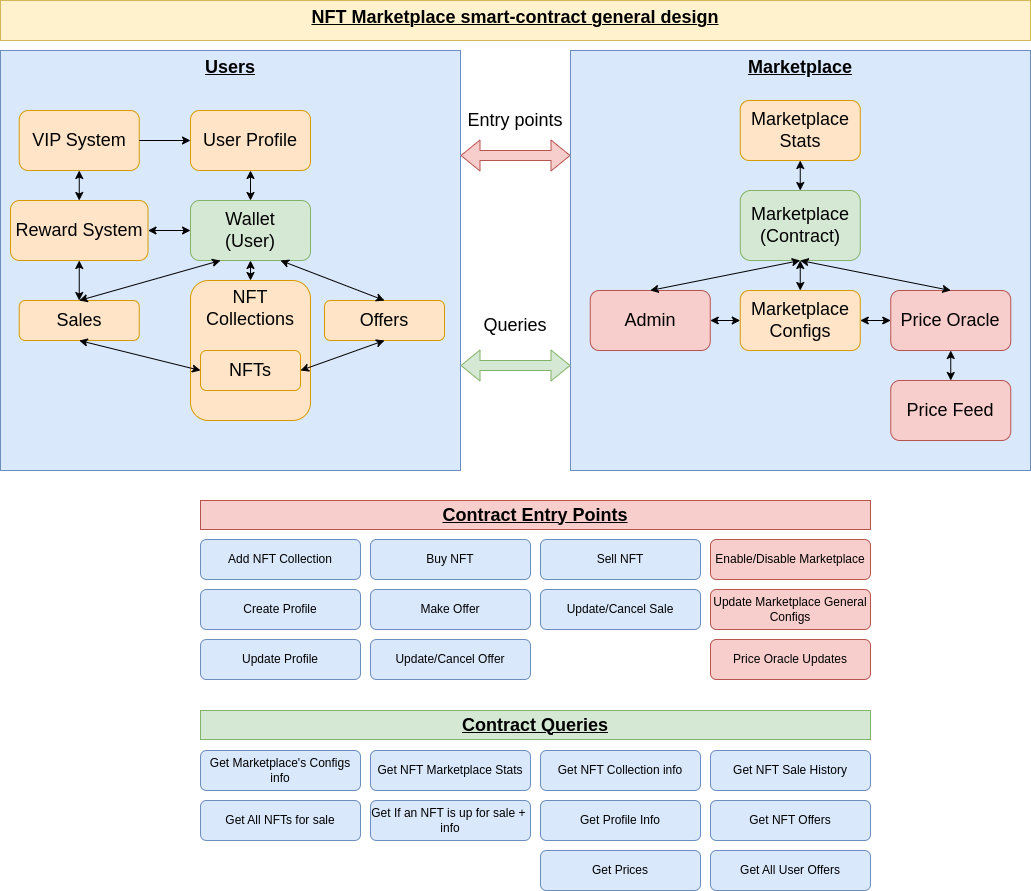 NFT Marketplace smart-contract general design
Users
VIP System
User Profile
Reward System
Wallet
(User)
Sales
NFT
Collections
NFTs
Offers
Entry points
Queries
Marketplace
Marketplace
Stats
Marketplace
(Contract)
Admin
Marketplace
Configs
Price Oracle
Price Feed
Contract Entry Points
Add NFT Collection
Buy NFT
Sell NFT
Enable/Disable Marketplace
Create Profile
Make Offer
Update/Cancel Sale
Update Marketplace General
Configs
Update Profile
Update/Cancel Offer
Price Oracle Updates
Contract Queries
Get Marketplace's Configs
info
Get NFT Marketplace Stats
Get NFT Collection info
Get NFT Sale History
Get All NFTs for sale
Get If an NFT is up for sale +
info
Get Profile Info
Get NFT Offers
Get Prices
Get All User Offers